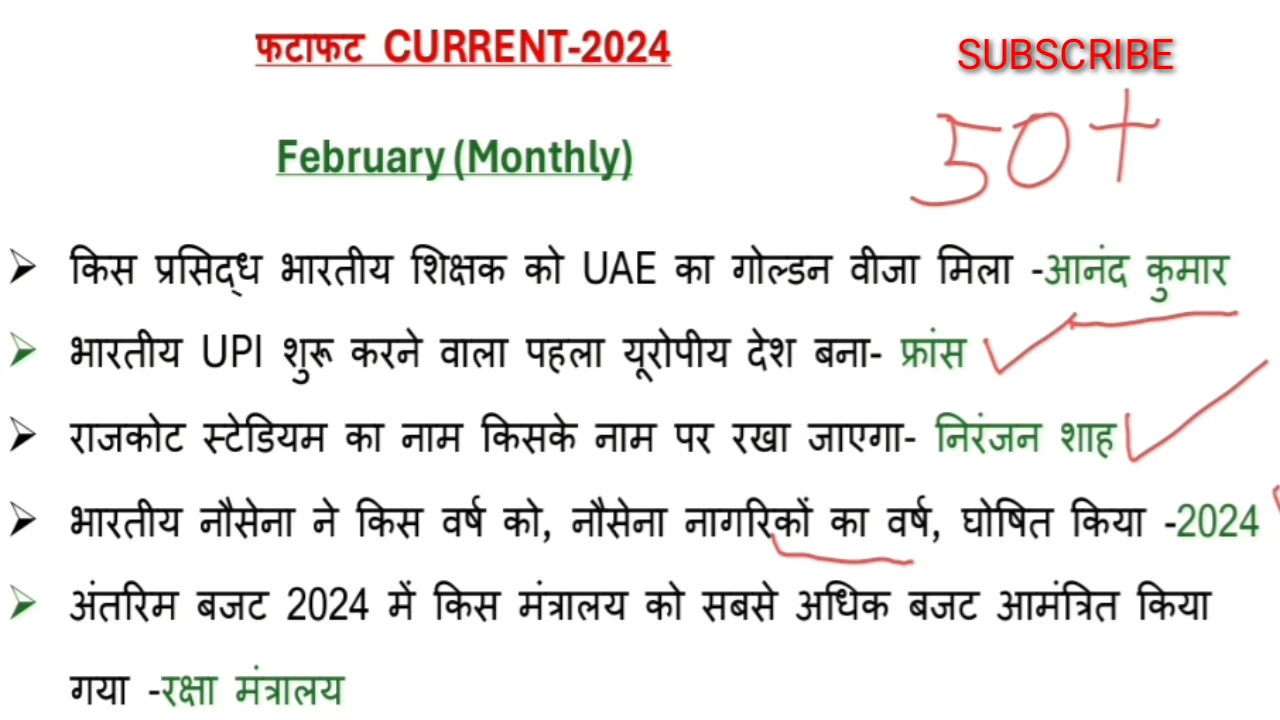 फटाफट CURRENT-2024
SUBSCRIBE
50+
February (Monthly)
➢ किस प्रसिद्ध भारतीय शिक्षक को UAE का गोल्डन वीजा मिला -आनंद कुमार
➢ भारतीय UPI शुरू करने वाला पहला यूरोपीय देश बना- फ्रांस
➢ राजकोट स्टेडियम का नाम किसके नाम पर रखा जाएगा- निरंजन शाह
➢ भारतीय नौसेना ने किस वर्ष को, नौसेना नागरिकों का वर्ष, घोषित किया -2024
➢ अंतरिम बजट 2024 में किस मंत्रालय को सबसे अधिक बजट आमंत्रित किया
गया -रक्षा मंत्रालय